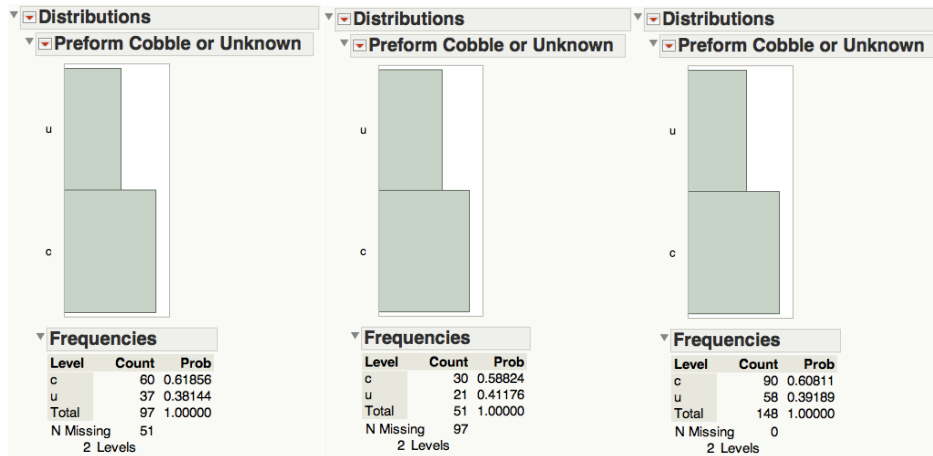 Distributions
Preform Cobble or Unknown
u
c
Frequencies
Level Count Prob
c 60 0.61856
u 37 0.38144
Total 97 1.00000
N Missing 51
2 Levels
Distributions
Preform Cobble or Unknown
u
c
Frequencies
Level Count Prob
c 30 0.58824
u 21 0.41176
Total 51 1.00000
N Missing 97
2 Levels
Distributions
Preform Cobble or Unknown
u
c
Frequencies
Level Count Prob
c 90 0.60811
u 58 0.39189
Total 148 1.00000
N Missing 0
2 Levels